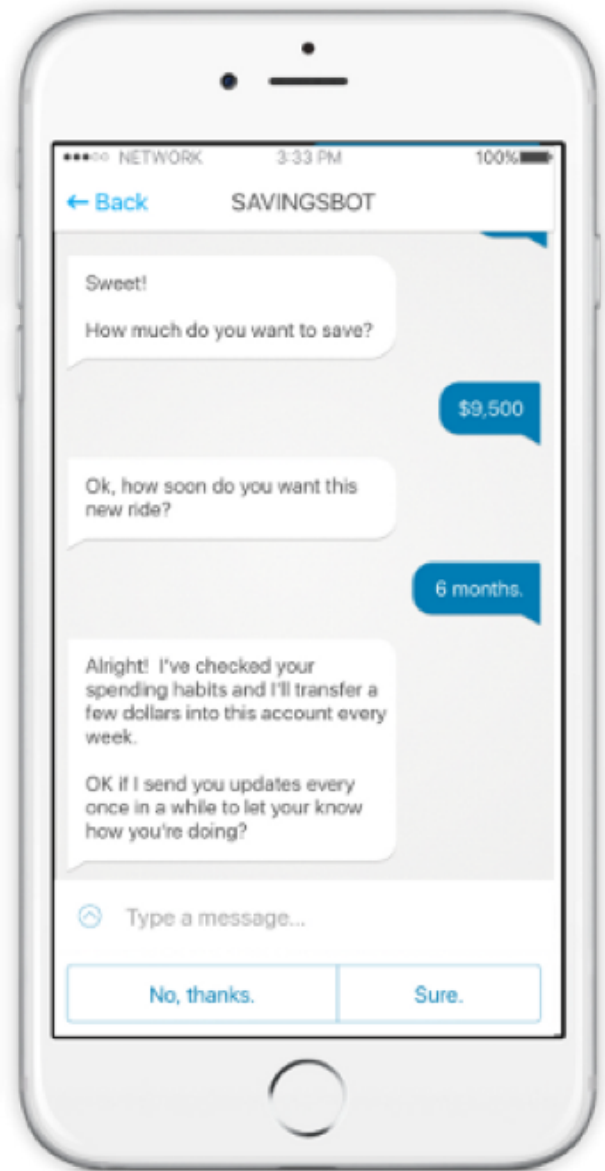 NETWORK 3:33 PM 100%
← Back SAVINGSBOT
Sweet!
How much do you want to save?
$9,500
Ok, how soon do you want this
new ride?
6 months.
Alright! I've checked your
spending habits and I'll transfer a
few dollars into this account every
week.
OK if I send you updates every
once in a while to let your know
how you're doing?
Type a message...
No, thanks. Sure.